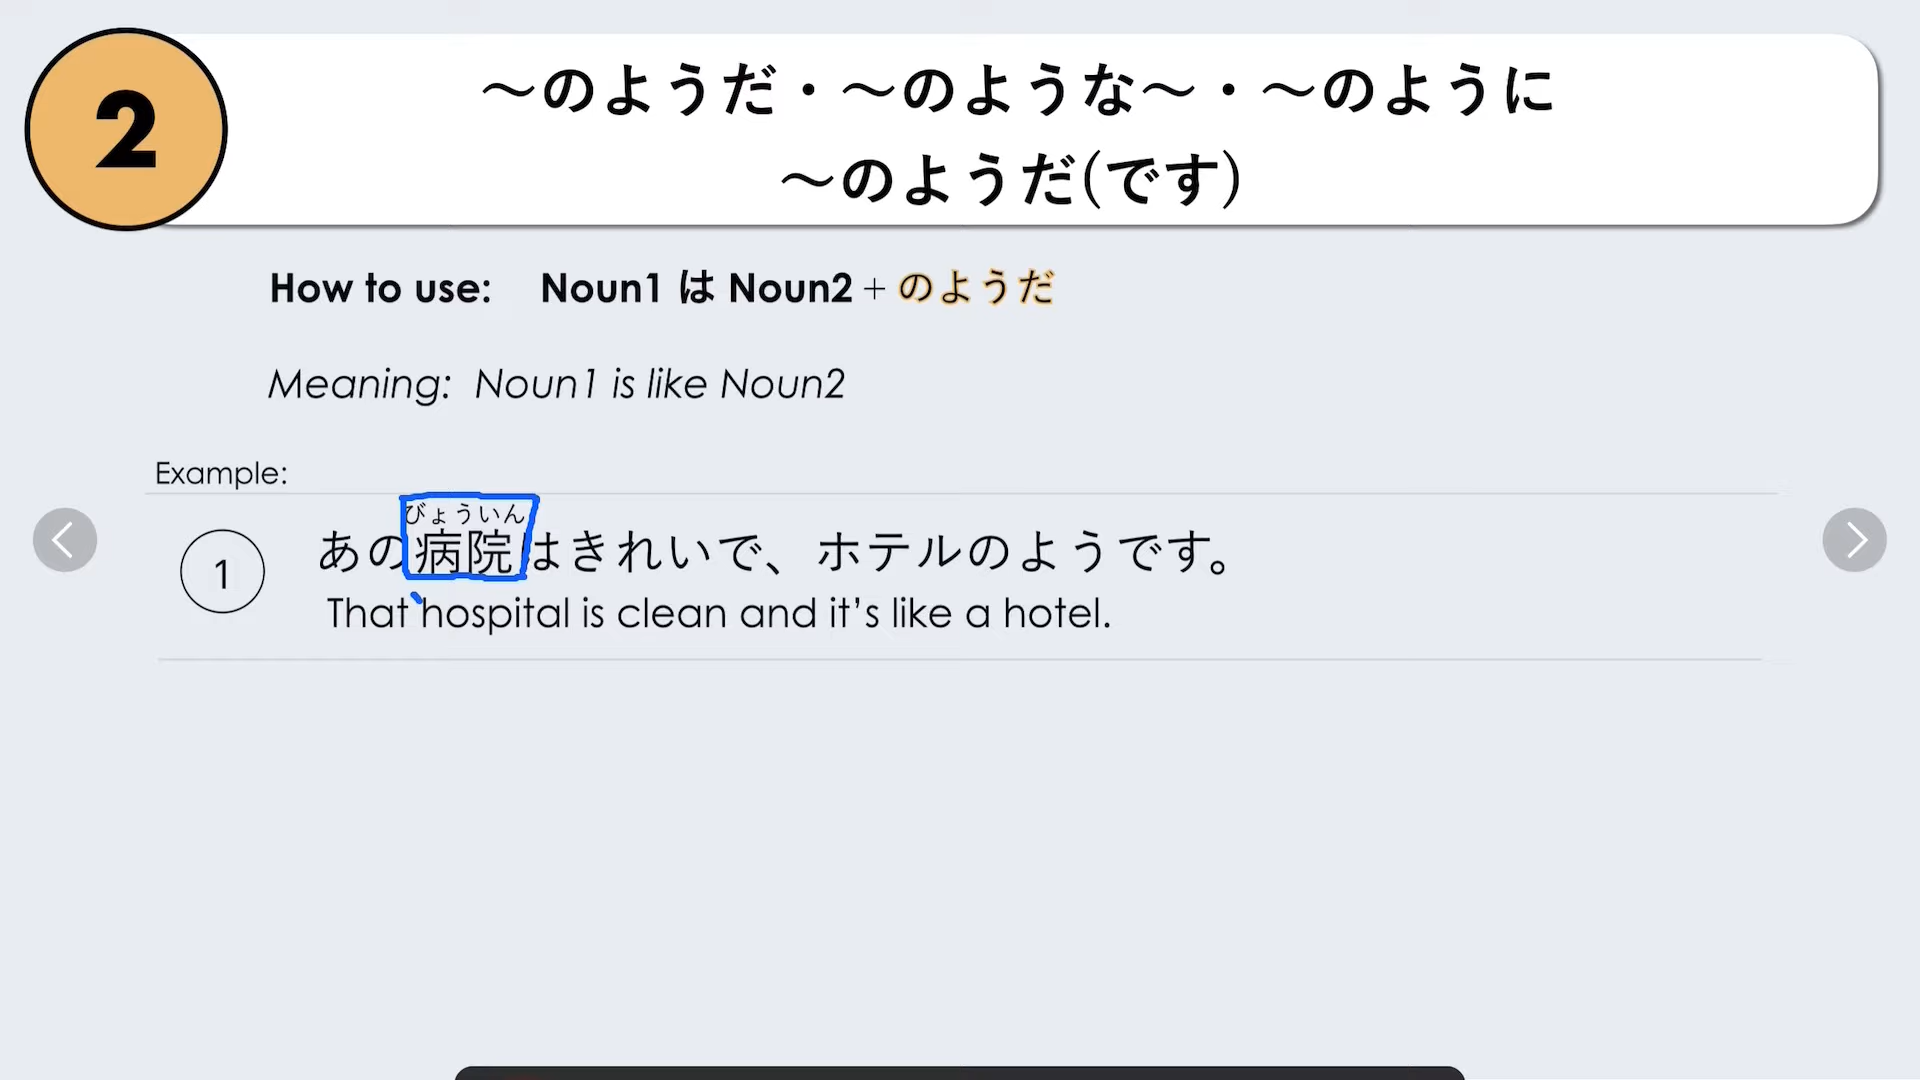 2
～のようだ・～のような～・～のように
～のようだ(です)
How to use: Noun1 は Noun2 + のようだ
Meaning: Noun1 is like Noun2
Example:
びょういん
1 あの病院はきれいで、ホテルのようです。
That hospital is clean and it's like a hotel.